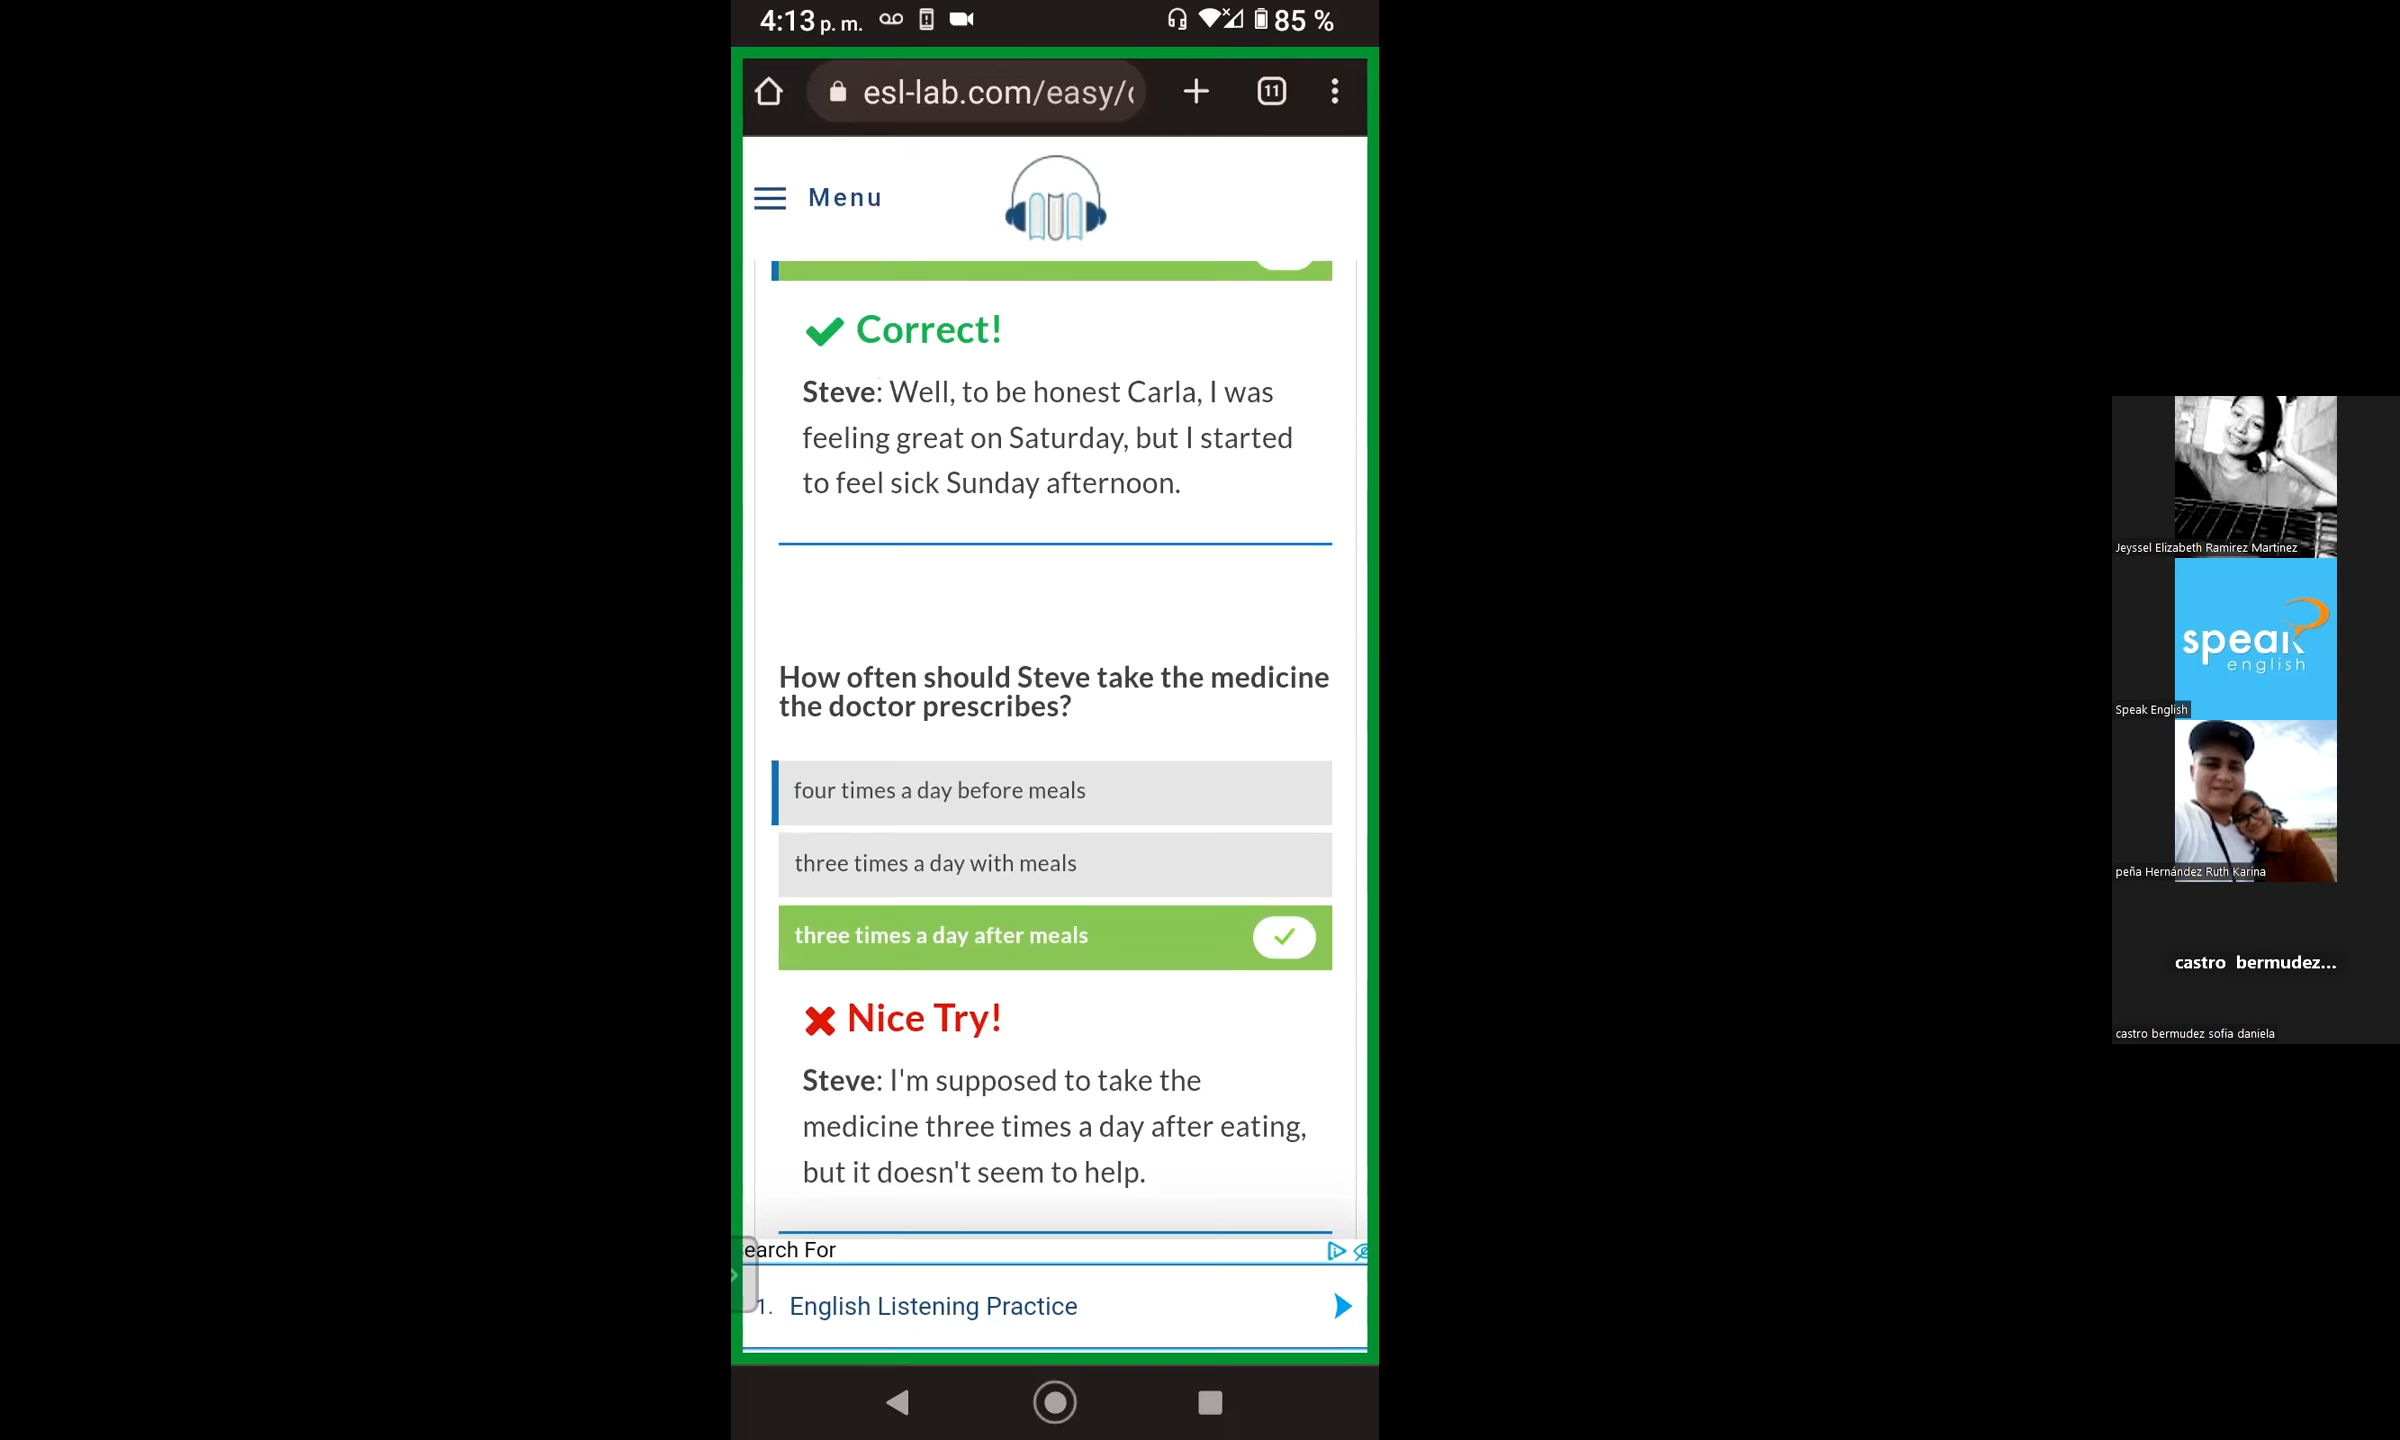 4:13 p. m.
85 %
esl-lab.com/easy/
11
Menu
Correct!
Steve: Well, to be honest Carla, I was
feeling great on Saturday, but I started
to feel sick Sunday afternoon.
How often should Steve take the medicine
the doctor prescribes?
four times a day before meals
three times a day with meals
three times a day after meals
Nice Try!
Steve: I'm supposed to take the
medicine three times a day after eating,
but it doesn't seem to help.
earch For
1. English Listening Practice
Jeyssel Elizabeth Ramirez Martinez
speak
english
Speak English
peña Hernández Ruth Karina
castro bermudez...
castro bermudez sofia daniela